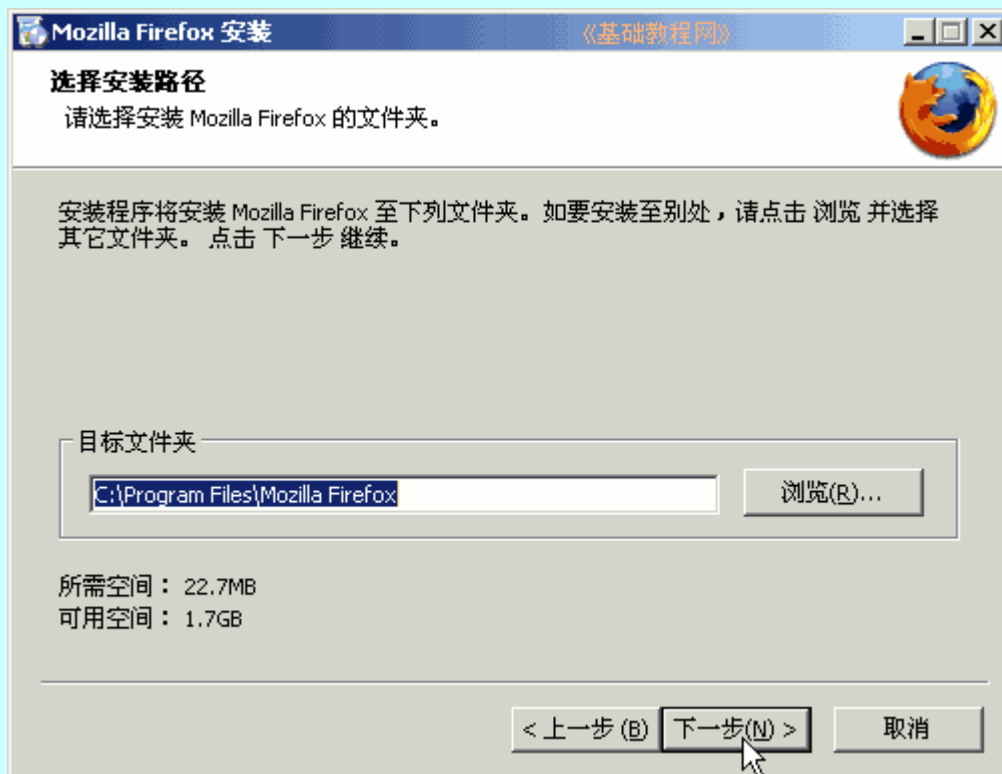 Mozilla Firefox 安装 《基础教程网》
选择安装路径
请选择安装 Mozilla Firefox 的文件夹。
安装程序将安装 Mozilla Firefox 至下列文件夹。如要安装至别处，请点击 浏览 并选择
其它文件夹。 点击 下一步 继续。
目标文件夹
C:\Program Files\Mozilla Firefox 浏览(R)...
所需空间： 22.7MB
可用空间： 1.7GB
< 上一步 (B) 下一步(N) > 取消